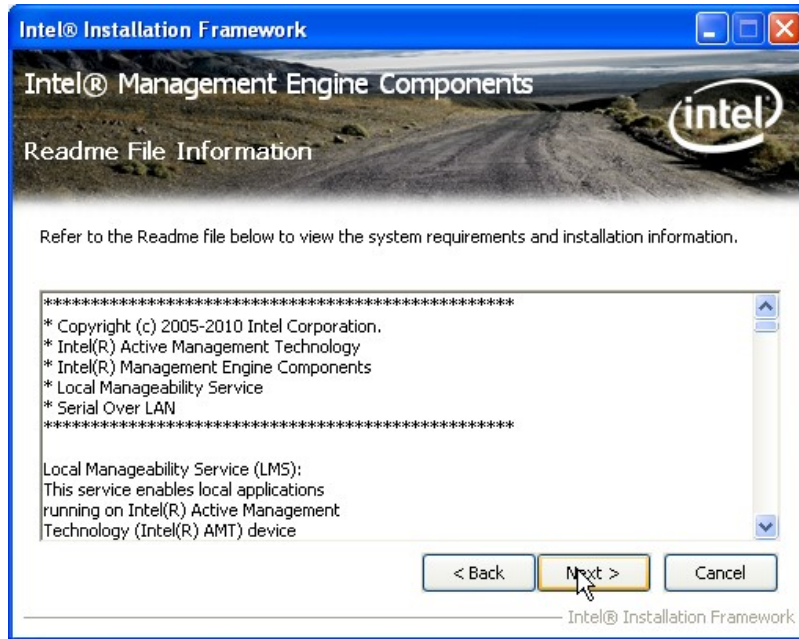 Intel® Installation Framework
Intel® Management Engine Components
intel
Readme File Information
Refer to the Readme file below to view the system requirements and installation information.
****************************************************
* Copyright (c) 2005-2010 Intel Corporation.
* Intel(R) Active Management Technology
* Intel(R) Management Engine Components
* Local Manageability Service
* Serial Over LAN
****************************************************
Local Manageability Service (LMS):
This service enables local applications
running on Intel(R) Active Management
Technology (Intel(R) AMT) device
< Back Next > Cancel
Intel® Installation Framework